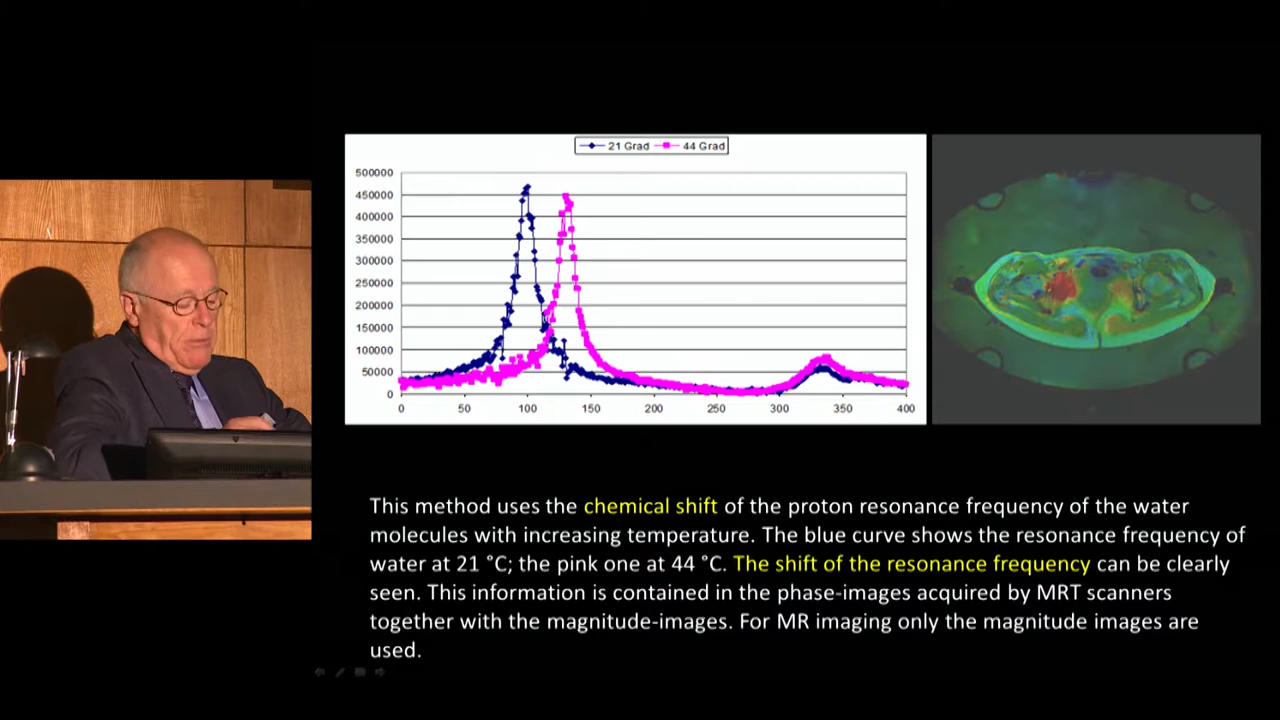 21 Grad 44 Grad
500000
450000
400000
350000
300000
250000
200000
150000
100000
50000
0
0 50 100 150 200 250 300 350 400
This method uses the chemical shift of the proton resonance frequency of the water
molecules with increasing temperature. The blue curve shows the resonance frequency of
water at 21 °C; the pink one at 44 °C. The shift of the resonance frequency can be clearly
seen. This information is contained in the phase-images acquired by MRT scanners
together with the magnitude-images. For MR imaging only the magnitude images are
used.